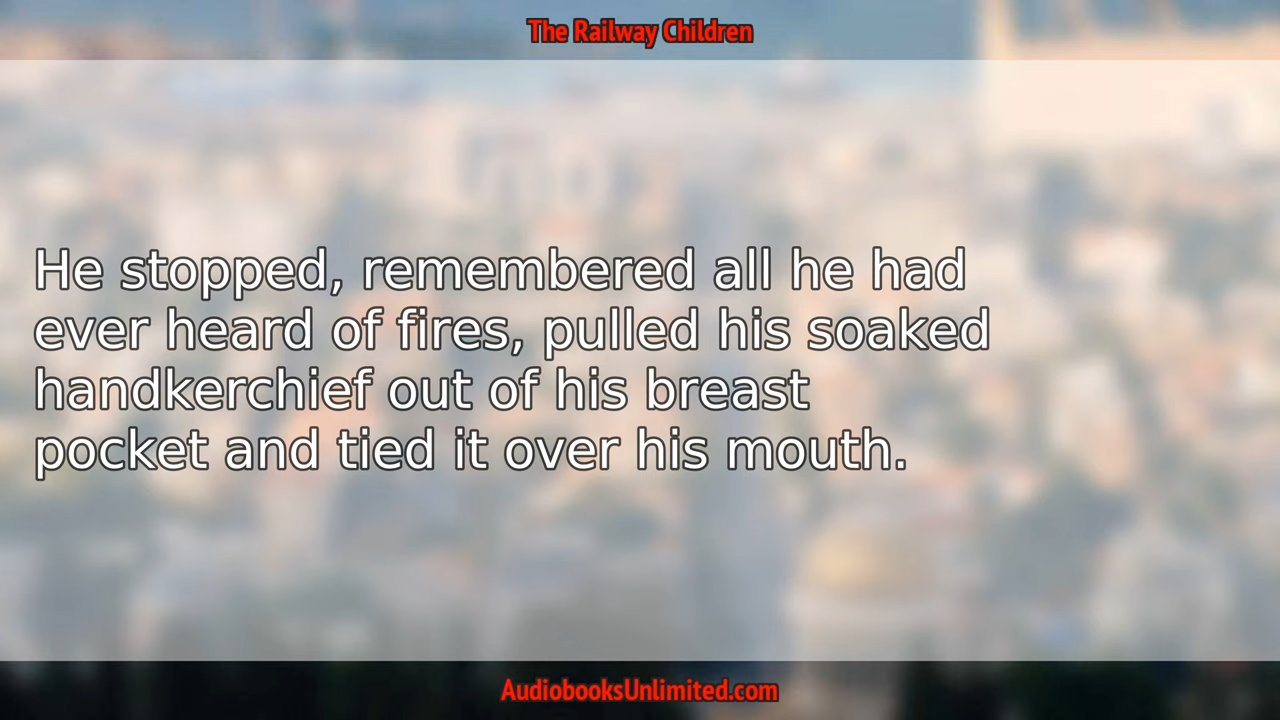 The Railway Children
He stopped, remembered all he had
ever heard of fires, pulled his soaked
handkerchief out of his breast
pocket and tied it over his mouth.
AudiobooksUnlimited.com